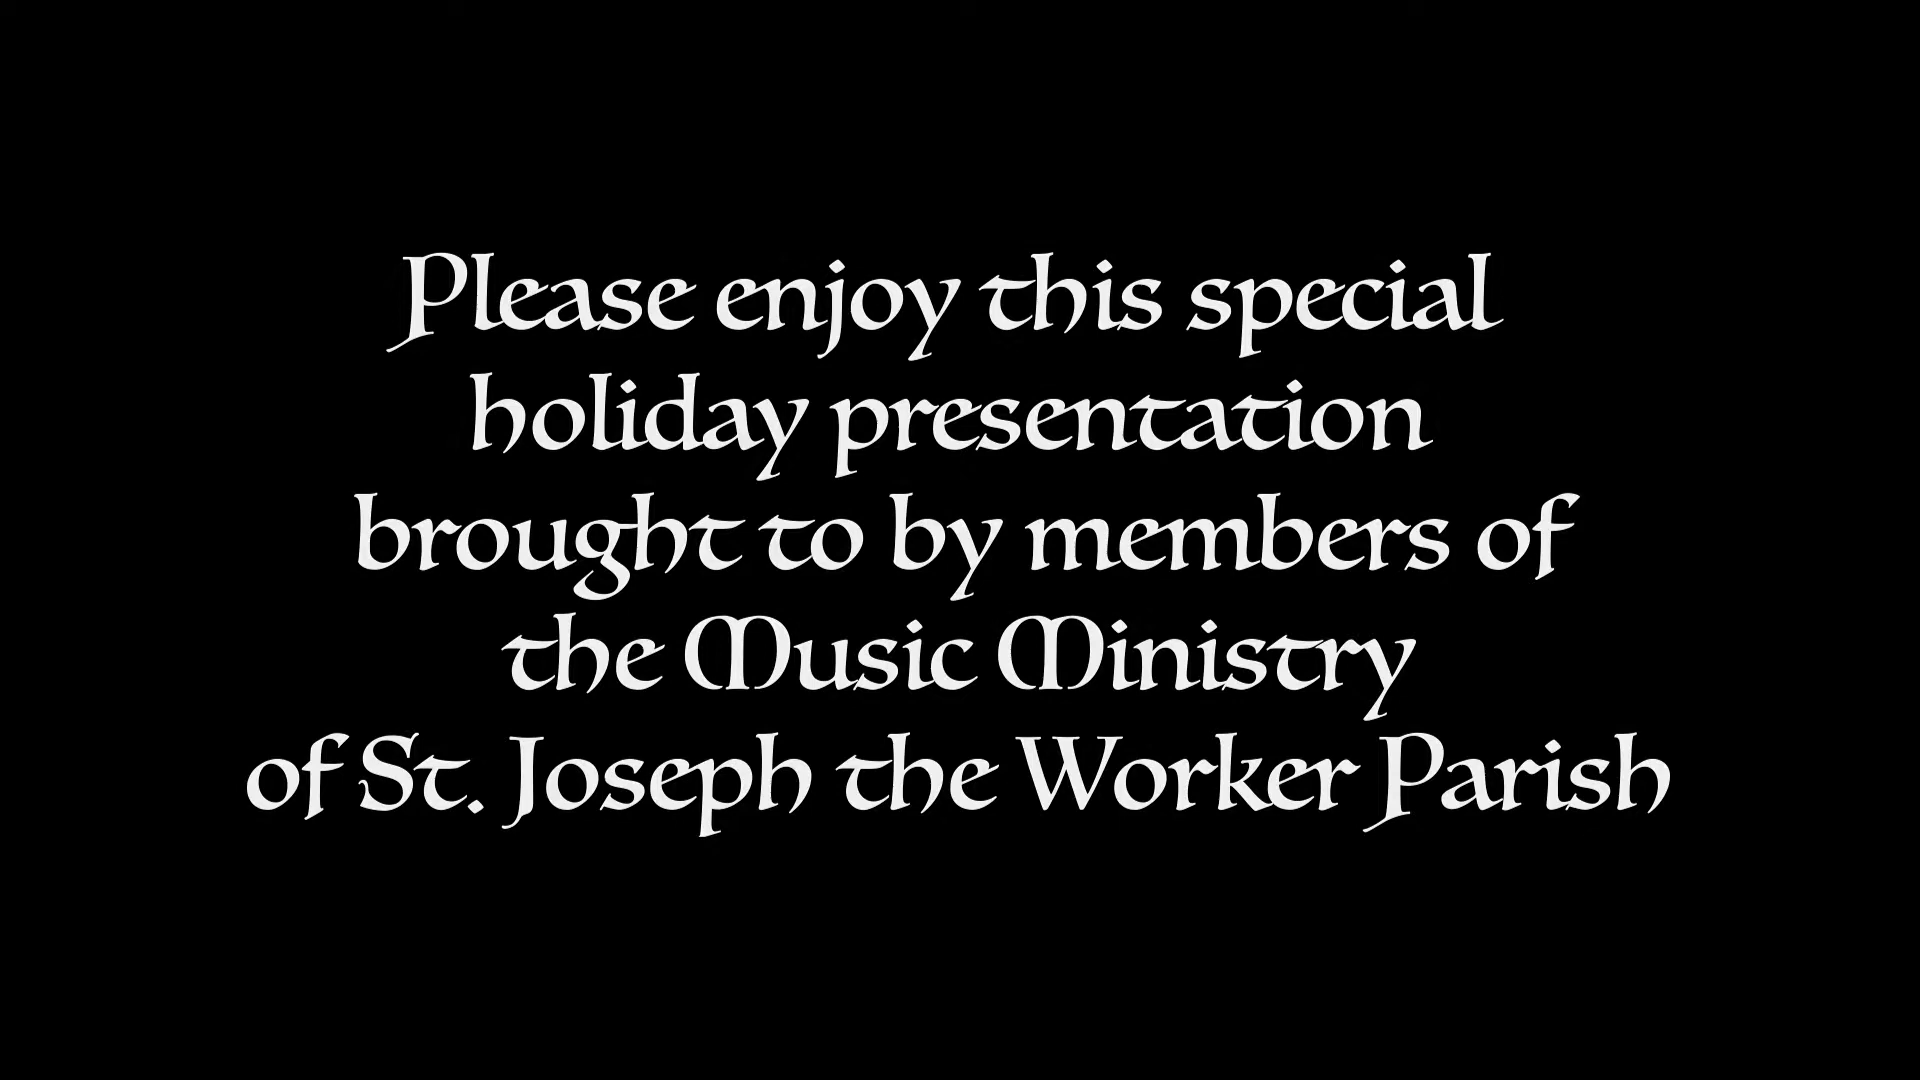 Please enjoy this special
holiday presentation
brought to by members of
the Music Ministry
of St. Joseph the Worker Parish